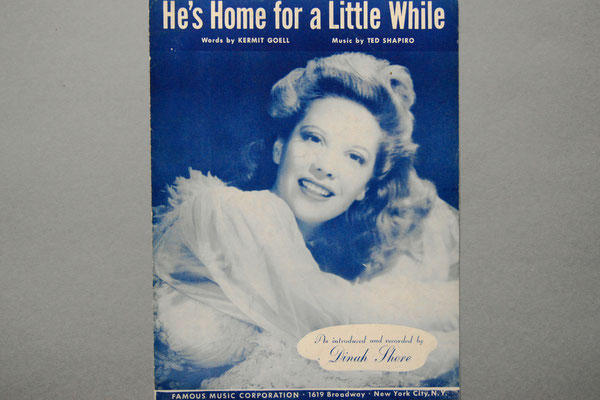 He's Home for a Little While
Words by KERMIT GOELL Music by TED SHAPIRO
As introduced and recorded by
Dinah Shore
FAMOUS MUSIC CORPORATION · 1619 Broadway · New York City, N.Y.